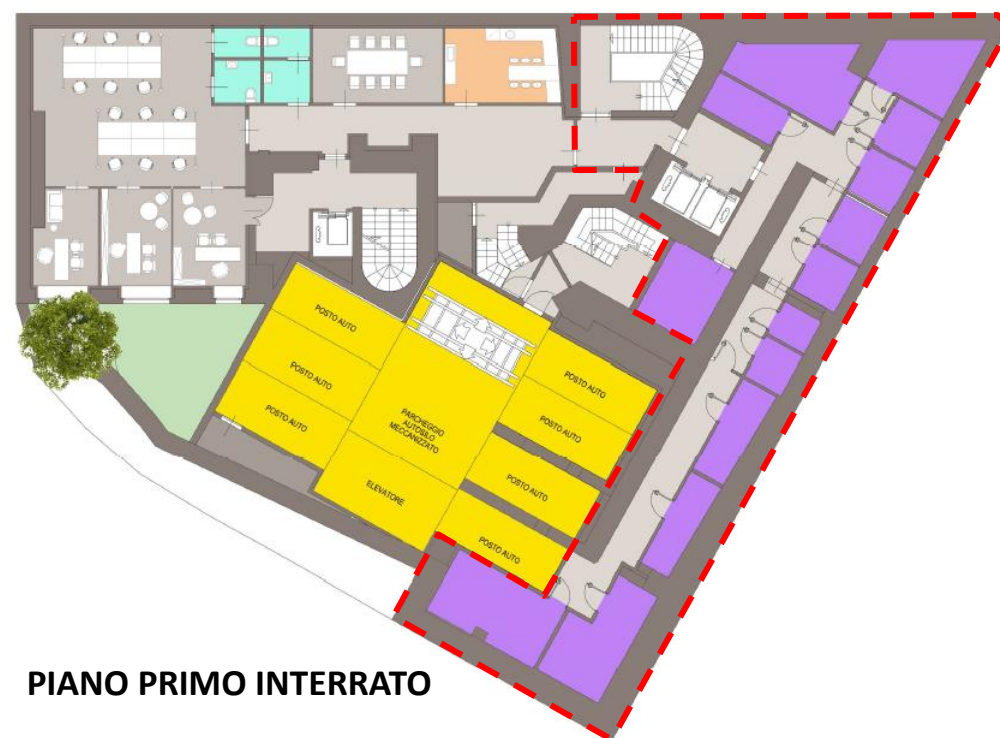 POSTO AUTO
POSTO AUTO
POSTO AUTO
PARCHEGGIO
AUTOSILO
MECCANIZZATO
ELEVATORE
POSTO AUTO
POSTO AUTO
POSTO AUTO
POSTO AUTO
PIANO PRIMO INTERRATO